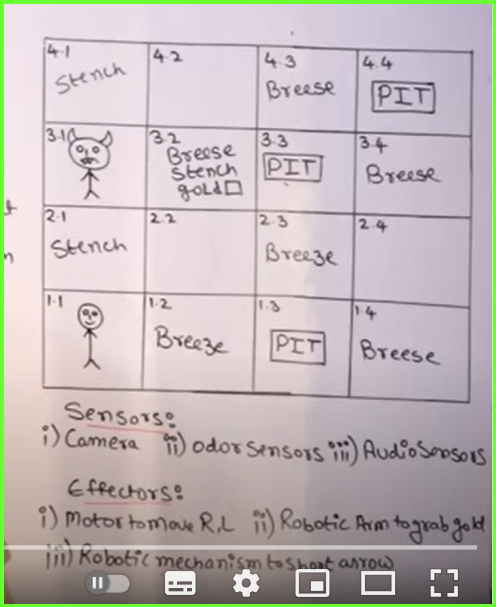 4.1 4.2 4.3 4.4
Stench Breese PIT
3.1 3.2 3.3 3.4
Breese
Stench PIT Breese
gold
2.1 2.2 2.3 2.4
Stench Breeze
1.1 1.2 1.3 1.4
Breeze PIT Breese
Sensors:
i) Camera ii) odor sensors iii) Audio Sensors
Effectors:
i) Motor to move R,L ii) Robotic Arm to grab gold
iii) Robotic mechanism to shoot arrow